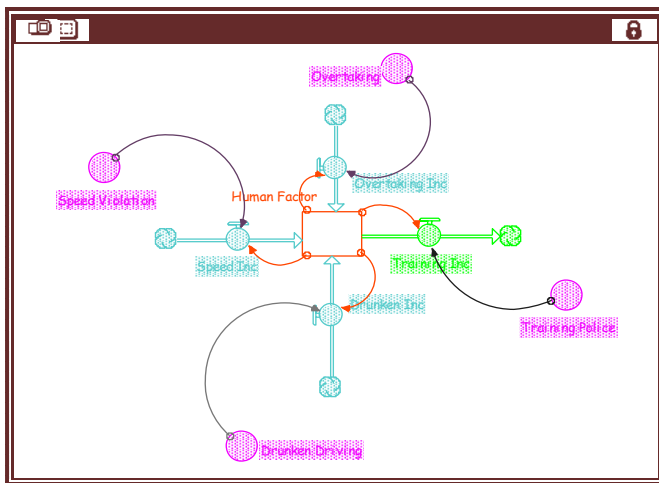 Overtaking
Overtaking Inc
Speed Violation
Human Factor
Speed Inc
Training Inc
Drunken Inc
Training Police
Drunken Driving